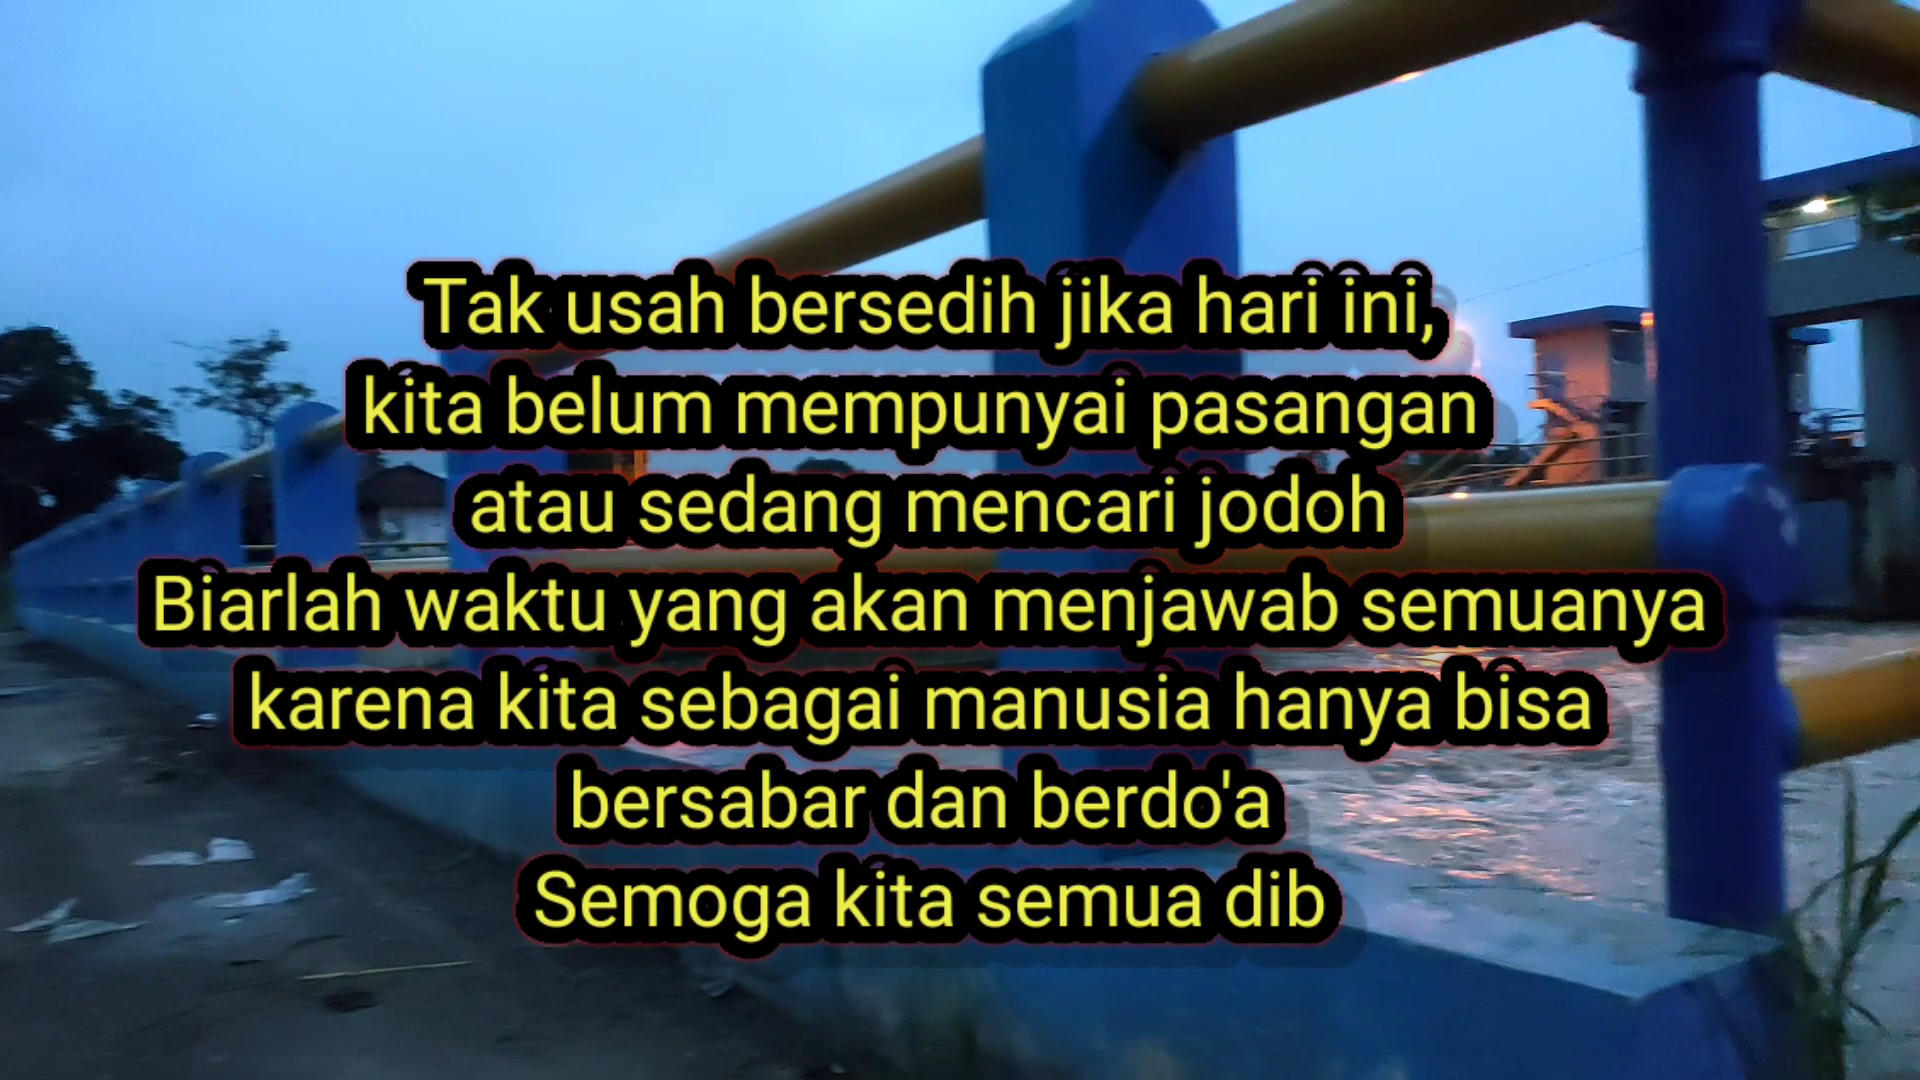 Tak usah bersedih jika hari ini,
kita belum mempunyai pasangan
atau sedang mencari jodoh
Biarlah waktu yang akan menjawab semuanya
karena kita sebagai manusia hanya bisa
bersabar dan berdo'a
Semoga kita semua dib